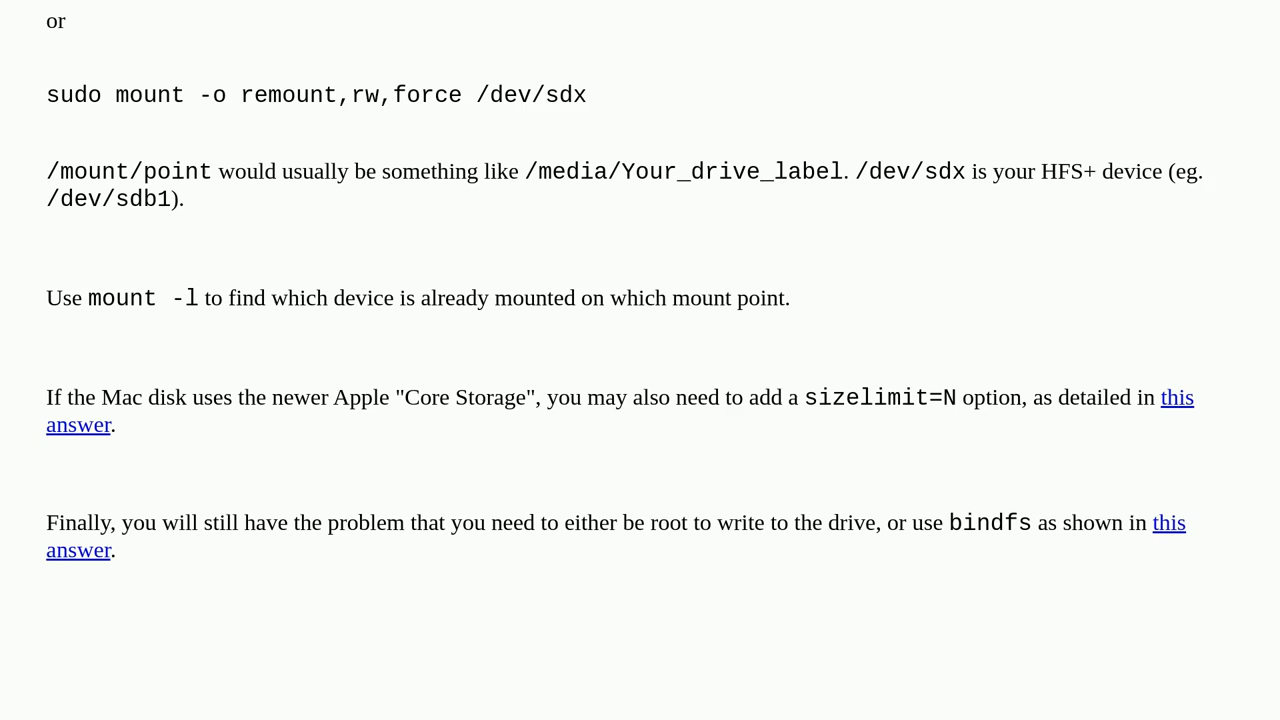 or
sudo mount -o remount,rw,force /dev/sdx
/mount/point would usually be something like /media/Your_drive_label. /dev/sdx is your HFS+ device (eg.
/dev/sdb1).
Use mount -l to find which device is already mounted on which mount point.
If the Mac disk uses the newer Apple "Core Storage", you may also need to add a sizelimit=N option, as detailed in this
answer.
Finally, you will still have the problem that you need to either be root to write to the drive, or use bindfs as shown in this
answer.